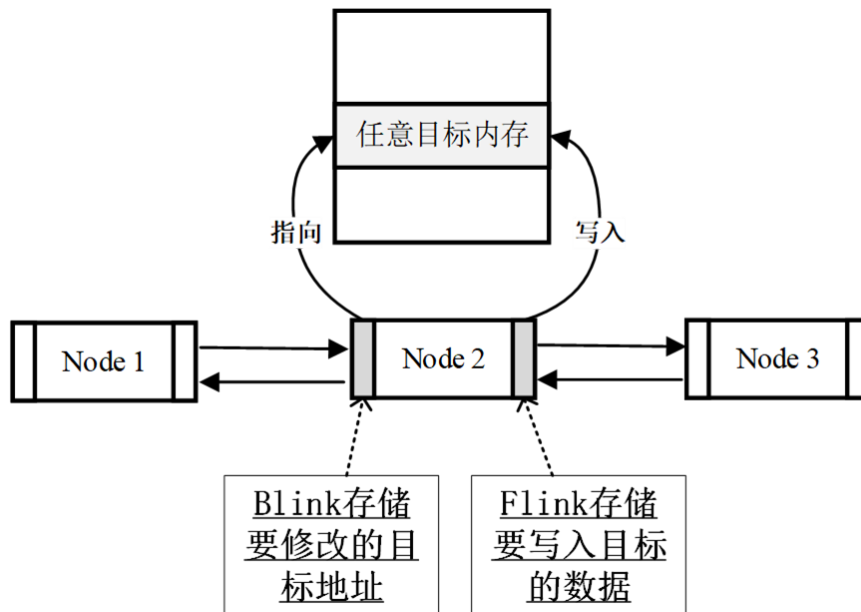 任意目标内存
指向
写入
Node 1
Node 2
Node 3
Blink存储
要修改的目
标地址
Flink存储
要写入目标
的数据